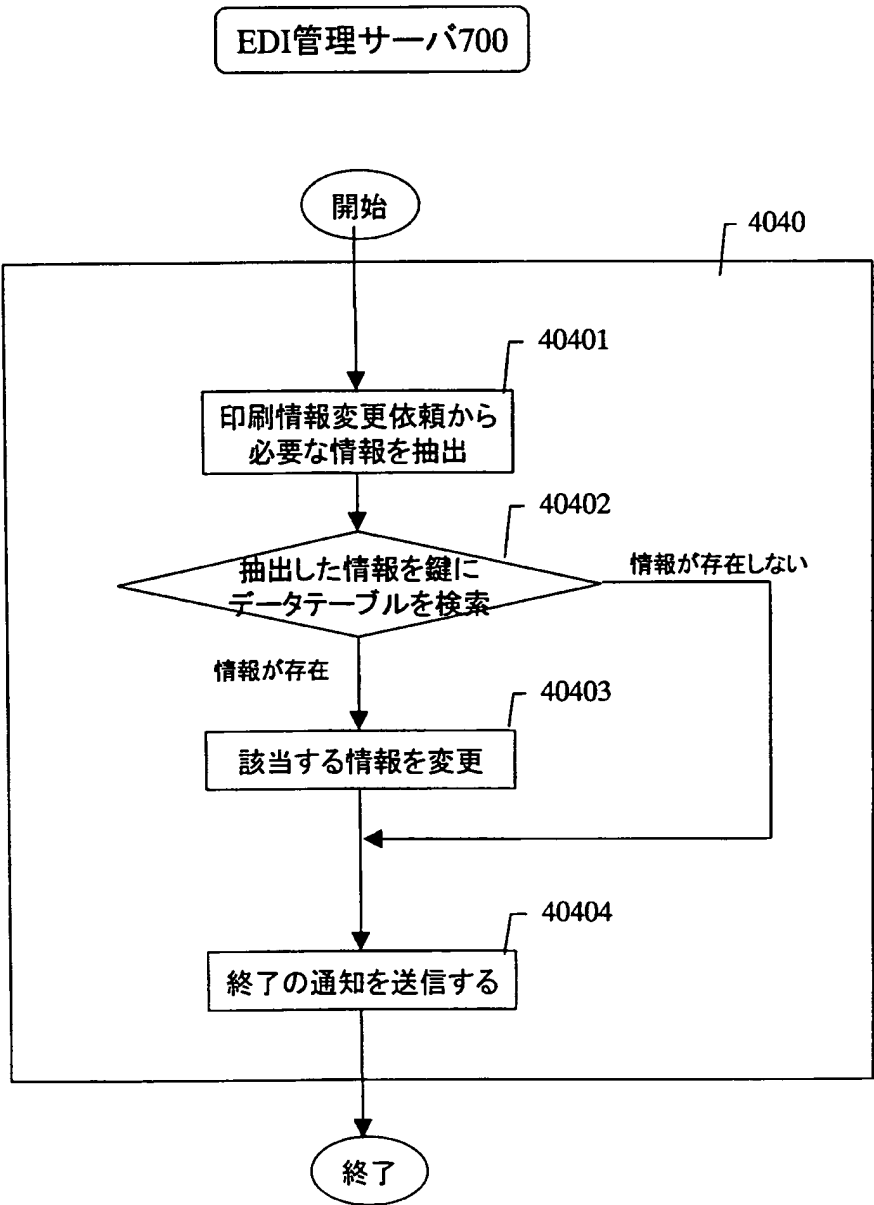 EDI管理サーバ700
開始
4040
40401
印刷情報変更依頼から
必要な情報を抽出
40402
抽出した情報を鍵に
データテーブルを検索
情報が存在しない
情報が存在
40403
該当する情報を変更
40404
終了の通知を送信する
終了